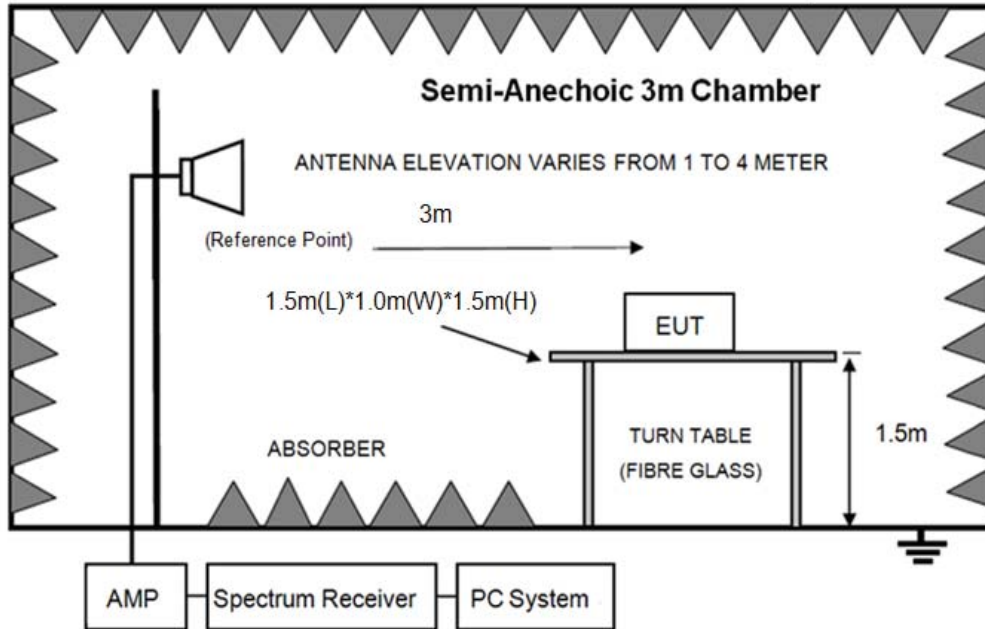 Semi-Anechoic 3m Chamber
ANTENNA ELEVATION VARIES FROM 1 TO 4 METER
3m
(Reference Point)
1.5m(L)*1.0m(W)*1.5m(H)
EUT
TURN TABLE
(FIBRE GLASS)
1.5m
ABSORBER
AMP
Spectrum Receiver
PC System